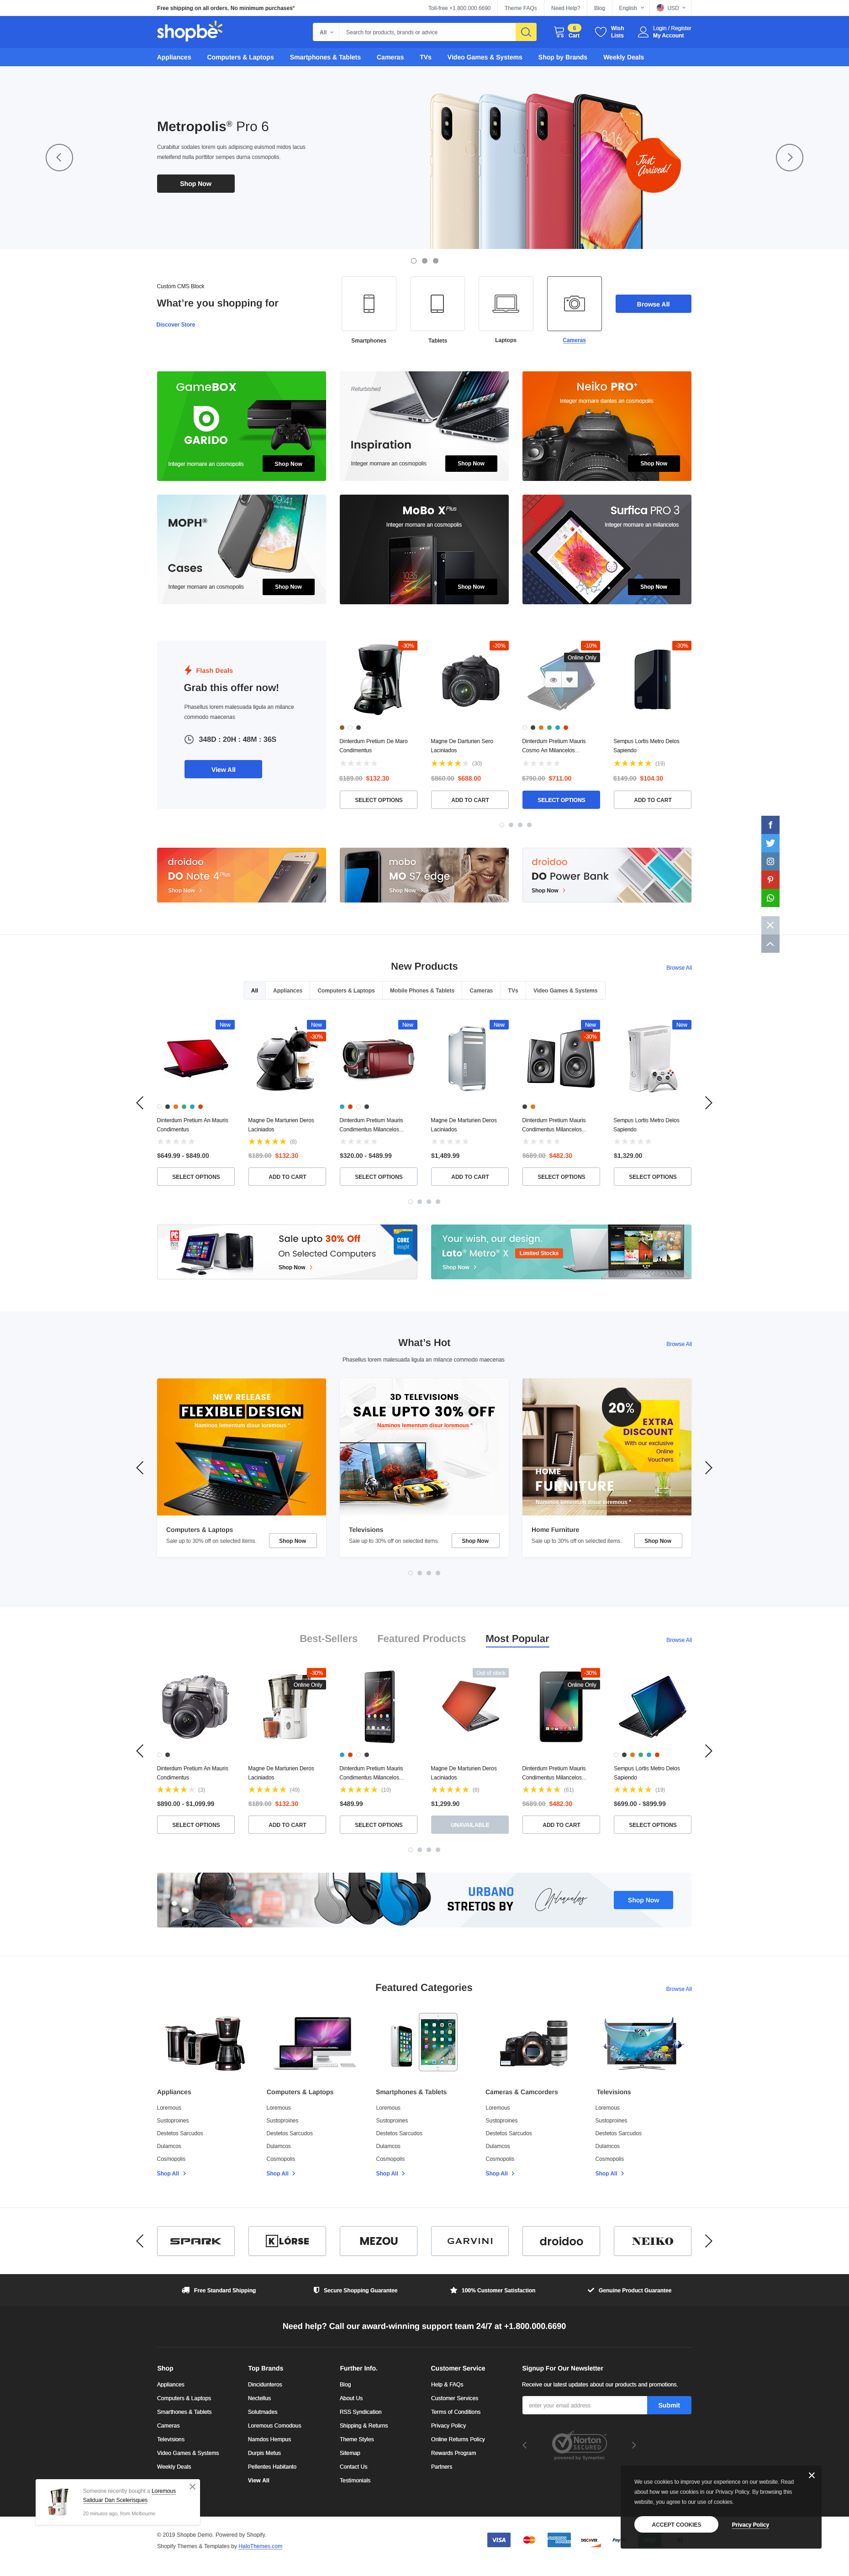 Free shipping on all orders. No minimum purchases*
Toll-free +1.800.000.6690
Theme FAQs
Need Help?
Blog
English
USD
shopbe
All
Search for products, brands or advice
0
Cart
Wish
Lists
Login / Register
My Account
Appliances
Computers & Laptops
Smartphones & Tablets
Cameras
TVs
Video Games & Systems
Shop by Brands
Weekly Deals
Metropolis® Pro 6
Curabitur sodales lorem quis adipiscing euismod midos lacus
meleifend nulla porttitor sempes durna cosmopolis.
Shop Now
Just
Arrived!
Custom CMS Block
What're you shopping for
Discover Store
Smartphones
Tablets
Laptops
Cameras
Browse All
GameBOX
GARIDO
Integer mornare an cosmopolis
Shop Now
Refurbished
Inspiration
Integer mornare an cosmopolis
Shop Now
Neiko PRO+
Integer mornare dantes an cosmopolis
Shop Now
MOPH®
Cases
Integer mornare an cosmopolis
Shop Now
MoBo X Plus
Integer mornare an cosmopolis
Shop Now
Surfica PRO 3
Integer mornare an milancelos
Shop Now
Flash Deals
Grab this offer now!
Phasellus lorem malesuada ligula an milance
commodo maecenas
348D : 20H : 48M : 36S
View All
-30%
Dinterdum Pretium De Maro
Condimentus
$189.00 $132.30
SELECT OPTIONS
-20%
Magne De Darturien Sero
Laciniados
(30)
$860.00 $688.00
ADD TO CART
-10%
Online Only
Dinterdum Pretium Mauris
Cosmo An Milancelos...
$790.00 $711.00
SELECT OPTIONS
-30%
Sempus Lortis Metro Delos
Sapiendo
(19)
$149.00 $104.30
ADD TO CART
droidoo
DO Note 4 Plus
Shop Now
mobo
MO S7 edge
Shop Now
droidoo
DO Power Bank
Shop Now
New Products
Browse All
All
Appliances
Computers & Laptops
Mobile Phones & Tablets
Cameras
TVs
Video Games & Systems
New
Dinterdum Pretium An Mauris
Condimentus
$649.99 - $849.00
SELECT OPTIONS
New
-30%
Magne De Marturien Deros
Laciniados
(6)
$189.00 $132.30
ADD TO CART
New
Dinterdum Pretium Mauris
Condimentus Milancelos...
$320.00 - $489.99
SELECT OPTIONS
New
Magne De Marturien Deros
Laciniados
$1,489.99
ADD TO CART
New
-30%
Dinterdum Pretium Mauris
Condimentus Milancelos...
$689.00 $482.30
SELECT OPTIONS
New
Sempus Lortis Metro Delos
Sapiendo
$1,329.00
SELECT OPTIONS
Sale upto 30% Off
On Selected Computers
Shop Now
CORE
insight
Your wish, our design.
Lato® Metro® X
Limited Stocks
Shop Now
What's Hot
Browse All
Phasellus lorem malesuada ligula an milance commodo maecenas
NEW RELEASE
FLEXIBLE DESIGN
Naminos lementum disur loremous *
Computers & Laptops
Sale up to 30% off on selected items.
Shop Now
3D TELEVISIONS
SALE UPTO 30% OFF
Naminos lementum disur loremous *
Televisions
Sale up to 30% off on selected items.
Shop Now
20%
EXTRA
DISCOUNT
With our exclusive
Online
Vouchers
HOME
FURNITURE
Naminos lementum disur loremous *
Home Furniture
Sale up to 30% off on selected items.
Shop Now
Best-Sellers
Featured Products
Most Popular
Browse All
Dinterdum Pretium An Mauris
Condimentus
(3)
$890.00 - $1,099.99
SELECT OPTIONS
-30%
Online Only
Magne De Marturien Deros
Laciniados
(49)
$189.00 $132.30
ADD TO CART
Dinterdum Pretium Mauris
Condimentus Milancelos...
(10)
$489.99
SELECT OPTIONS
Out of stock
Magne De Marturien Deros
Laciniados
(8)
$1,299.90
UNAVAILABLE
-30%
Online Only
Dinterdum Pretium Mauris
Condimentus Milancelos...
(61)
$689.00 $482.30
ADD TO CART
Sempus Lortis Metro Delos
Sapiendo
(19)
$699.00 - $899.99
SELECT OPTIONS
URBANO
STRETOS BY
Shop Now
Featured Categories
Browse All
Appliances
Loremous
Sustoproines
Destetos Sarcudos
Dulamcos
Cosmopolis
Shop All
Computers & Laptops
Loremous
Sustoproines
Destetos Sarcudos
Dulamcos
Cosmopolis
Shop All
Smartphones & Tablets
Loremous
Sustoproines
Destetos Sarcudos
Dulamcos
Cosmopolis
Shop All
Cameras & Camcorders
Loremous
Sustoproines
Destetos Sarcudos
Dulamcos
Cosmopolis
Shop All
Televisions
Loremous
Sustoproines
Destetos Sarcudos
Dulamcos
Cosmopolis
Shop All
SPARK
KLÓRSE
MEZOU
GARVINI
droidoo
NEIKO
Free Standard Shipping
Secure Shopping Guarantee
100% Customer Satisfaction
Genuine Product Guarantee
Need help? Call our award-winning support team 24/7 at +1.800.000.6690
Shop
Appliances
Computers & Laptops
Smarthones & Tablets
Cameras
Televisions
Video Games & Systems
Weekly Deals
Top Brands
Dincidunteros
Nectellus
Solutmades
Loremous Comodous
Namdos Hempus
Durpis Metus
Pellentes Habitanto
View All
Further Info.
Blog
About Us
RSS Syndication
Shipping & Returns
Theme Styles
Sitemap
Contact Us
Testimonials
Customer Service
Help & FAQs
Customer Services
Terms of Conditions
Privacy Policy
Online Returns Policy
Rewards Program
Partners
Signup For Our Newsletter
Receive our latest updates about our products and promotions.
enter your email address
Submit
Norton
SECURED
powered by Symantec
Someone recently bought a Loremous
Saliduar Dari Scelerisques
20 minutes ago, from Melbourne
We use cookies to improve your experience on our website. Read
about how we use cookies in our Privacy Policy. By browsing this
website, you agree to our use of cookies.
ACCEPT COOKIES
Privacy Policy
© 2019 Shopbe Demo. Powered by Shopify.
Shopify Themes & Templates by HaloThemes.com
VISA
DISCOVER